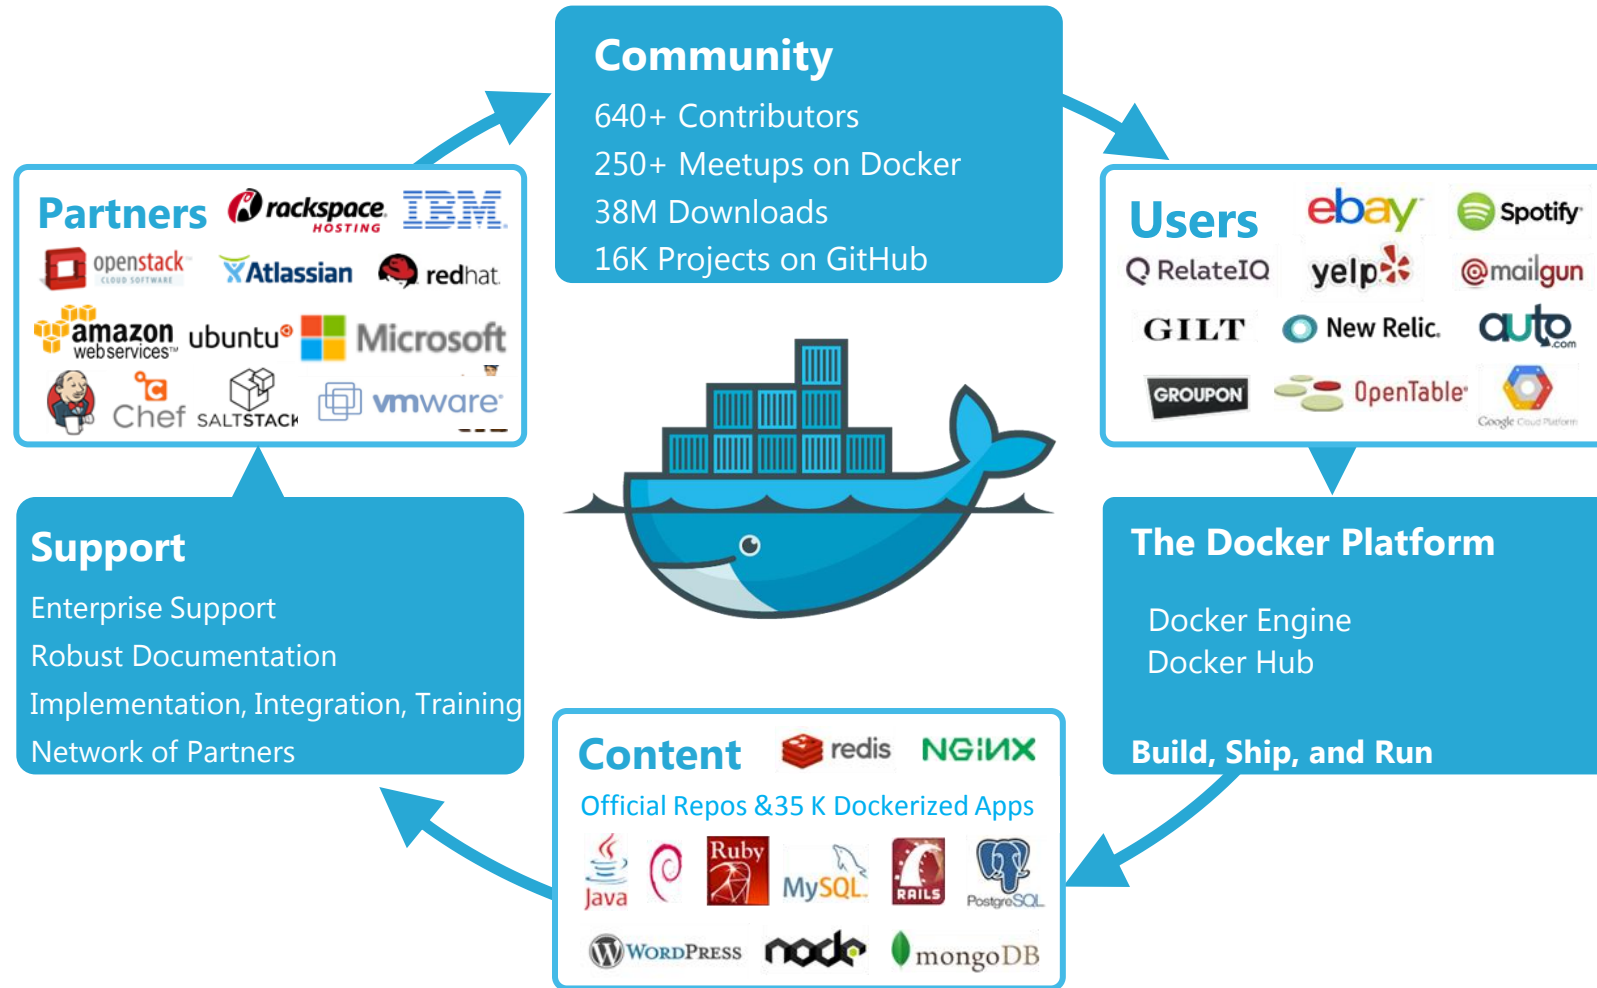 Community
640+ Contributors
250+ Meetups on Docker
38M Downloads
16K Projects on GitHub
Partners
rackspace.
HOSTING
IBM
openstack
CLOUD SOFTWARE
Atlassian
redhat.
amazon
webservices™
ubuntu
Microsoft
Chef
SALTSTACK
vmware
Users
ebay
Spotify
RelateIQ
yelp
@mailgun
GILT
New Relic.
auto
.com
GROUPON
OpenTable
Google Cloud Platform
Support
Enterprise Support
Robust Documentation
Implementation, Integration, Training
Network of Partners
The Docker Platform
Docker Engine
Docker Hub
Build, Ship, and Run
Content
redis
NGiNX
Official Repos &35 K Dockerized Apps
Java
Ruby
MySQL
RAILS
PostgreSQL
WORDPRESS
node
mongoDB